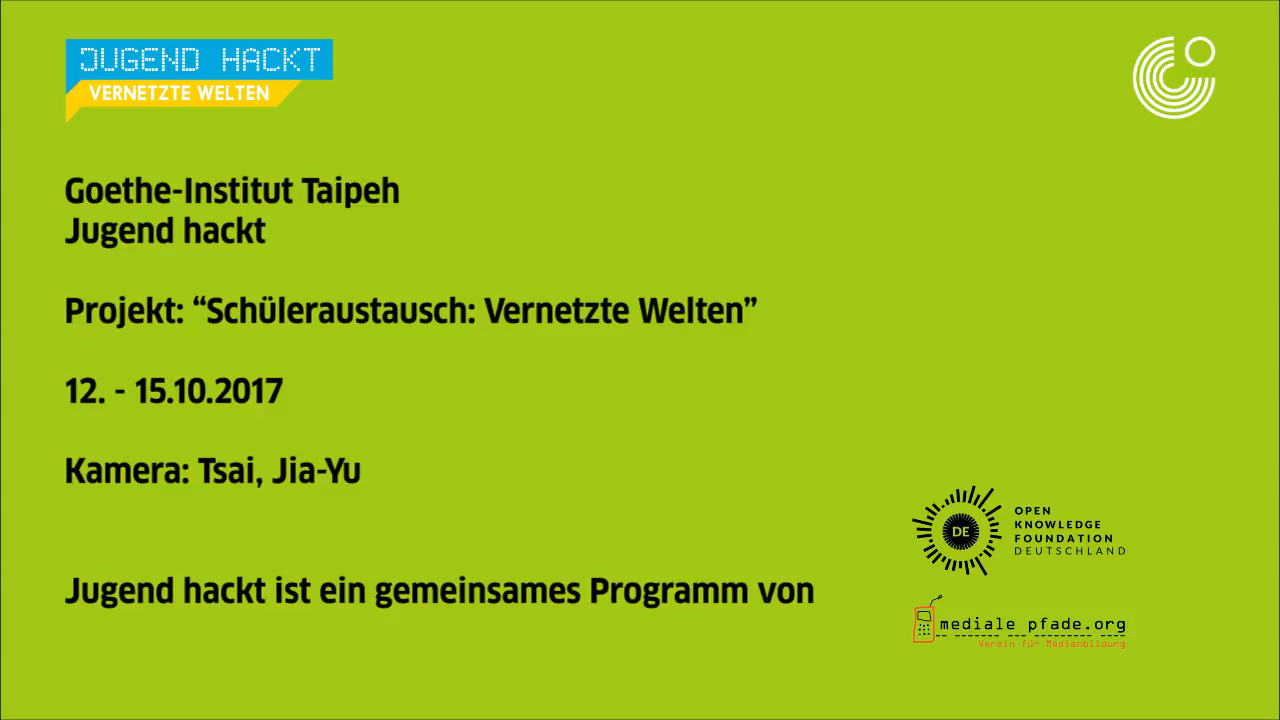 JUGEND HACKT
VERNETZTE WELTEN
Goethe-Institut Taipeh
Jugend hackt
Projekt: “Schüleraustausch: Vernetzte Welten”
12. - 15.10.2017
Kamera: Tsai, Jia-Yu
Jugend hackt ist ein gemeinsames Programm von
DE
OPEN
KNOWLEDGE
FOUNDATION
DEUTSCHLAND
mediale pfade.org
Verein für Medienbildung